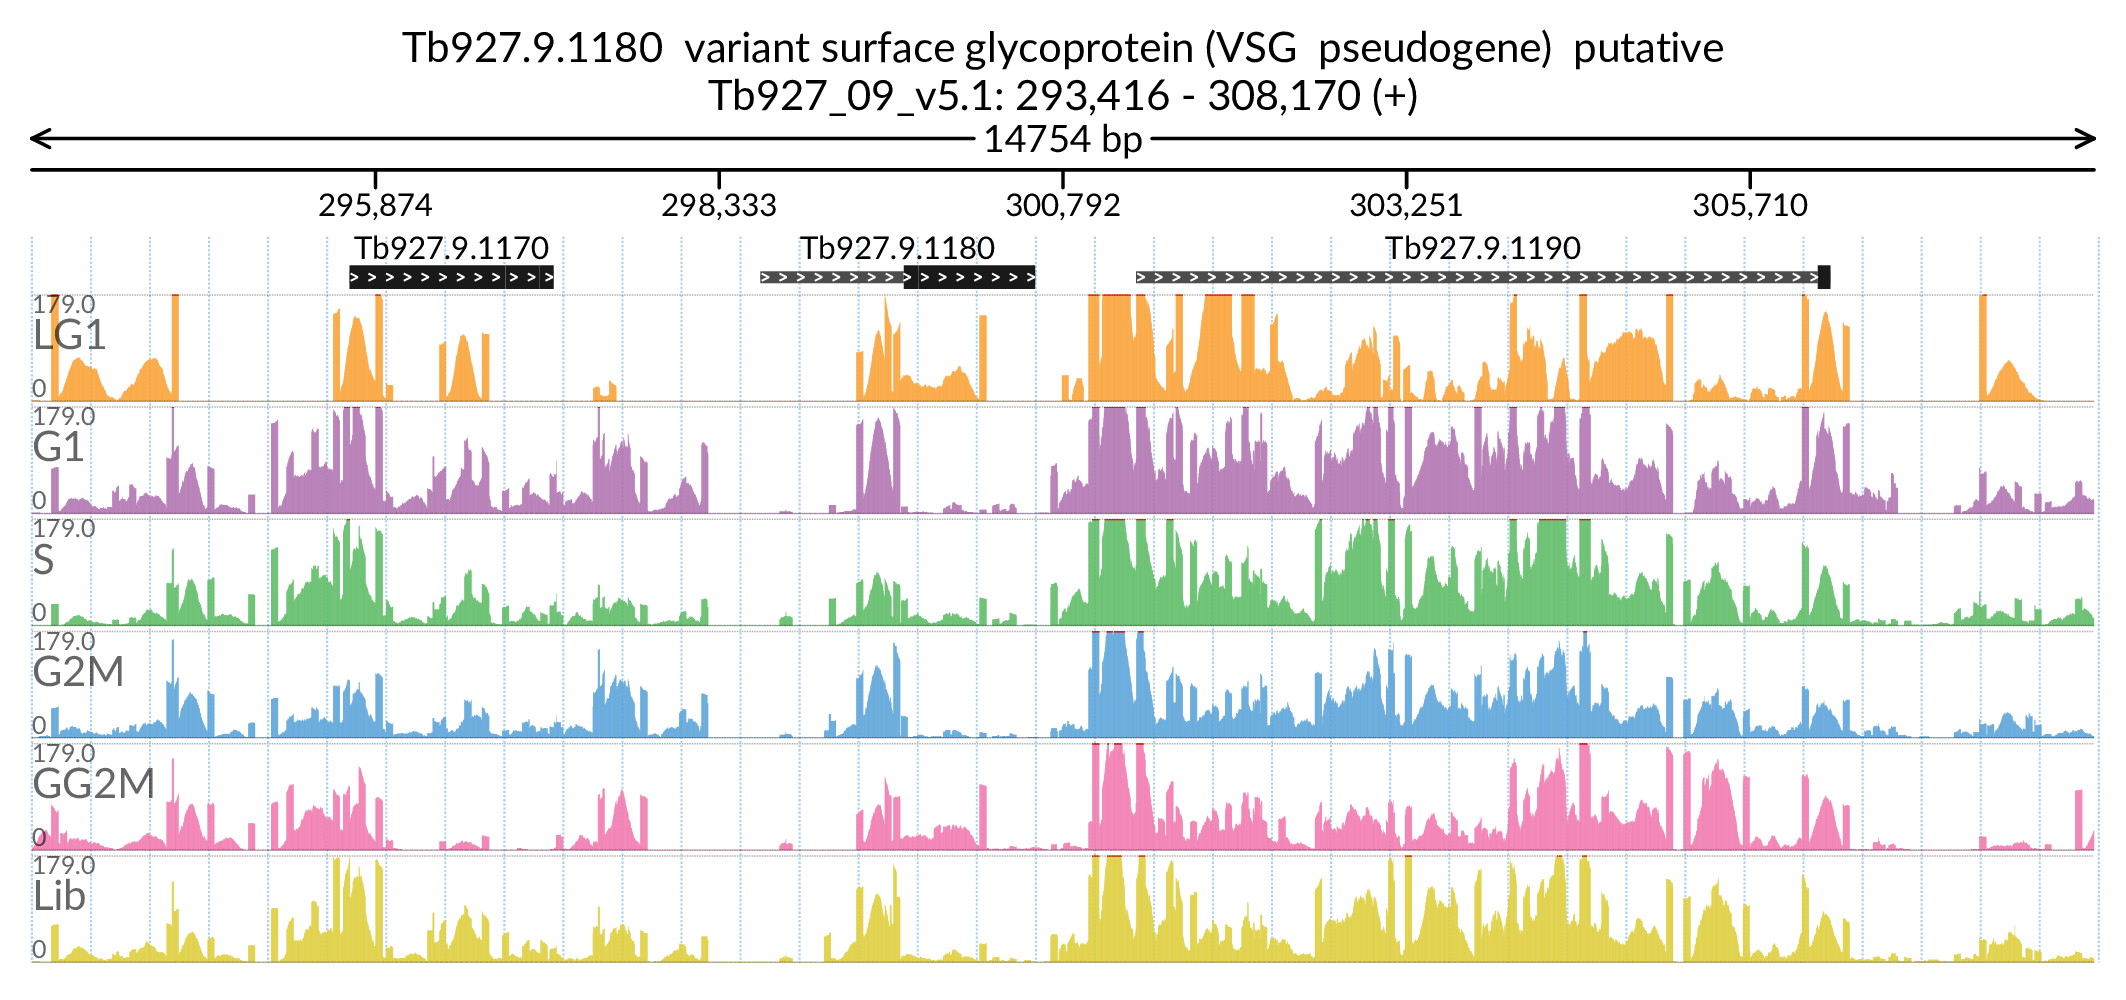 Tb927.9.1180 variant surface glycoprotein (VSG pseudogene) putative
Tb927_09_v5.1: 293,416 - 308,170 (+)
14754 bp
295,874 298,333 300,792 303,251 305,710
Tb927.9.1170 Tb927.9.1180 Tb927.9.1190
179.0
LG1
0
179.0
G1
0
179.0
S
0
179.0
G2M
0
179.0
GG2M
0
179.0
Lib
0